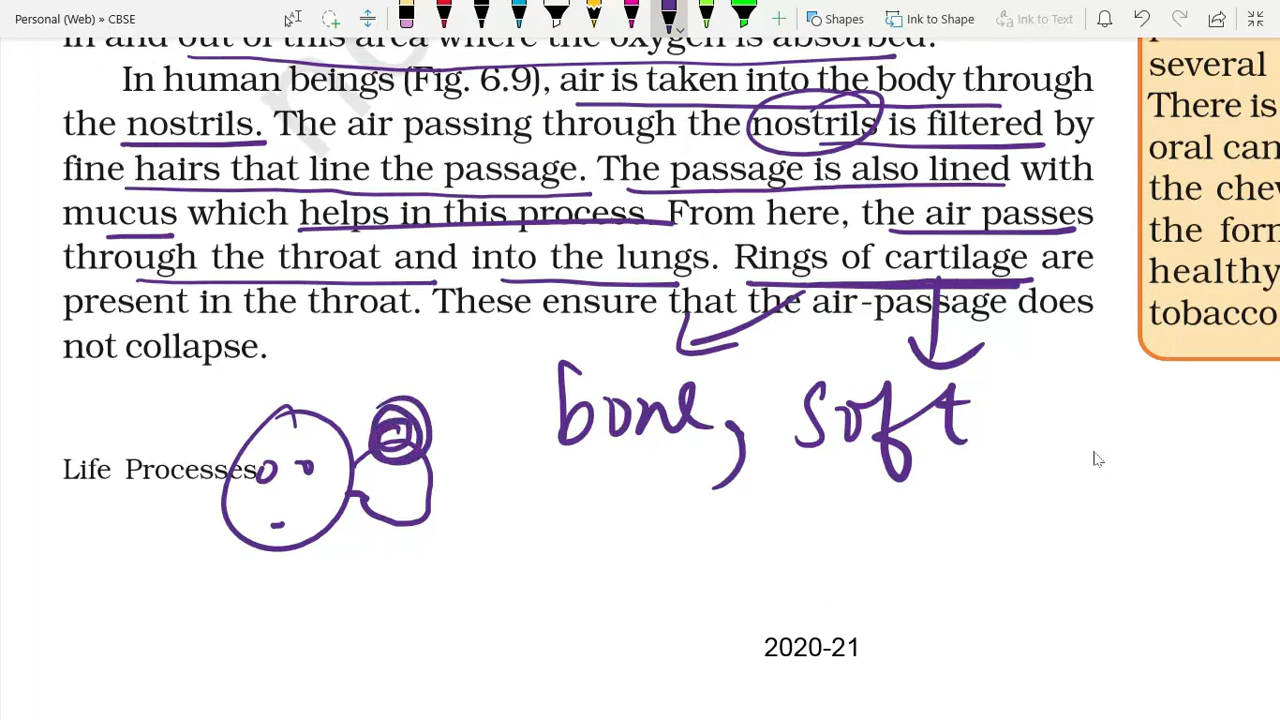 Personal (Web) » CBSE
Shapes
Ink to Shape
Ink to Text
in and out of this area where the oxygen is absorbed.
In human beings (Fig. 6.9), air is taken into the body through
the nostrils. The air passing through the nostrils is filtered by
fine hairs that line the passage. The passage is also lined with
mucus which helps in this process. From here, the air passes
through the throat and into the lungs. Rings of cartilage are
present in the throat. These ensure that the air-passage does
not collapse.
bone, soft
Life Processes
2020-21
several
There is
oral can
the chev
the form
healthy
tobacco